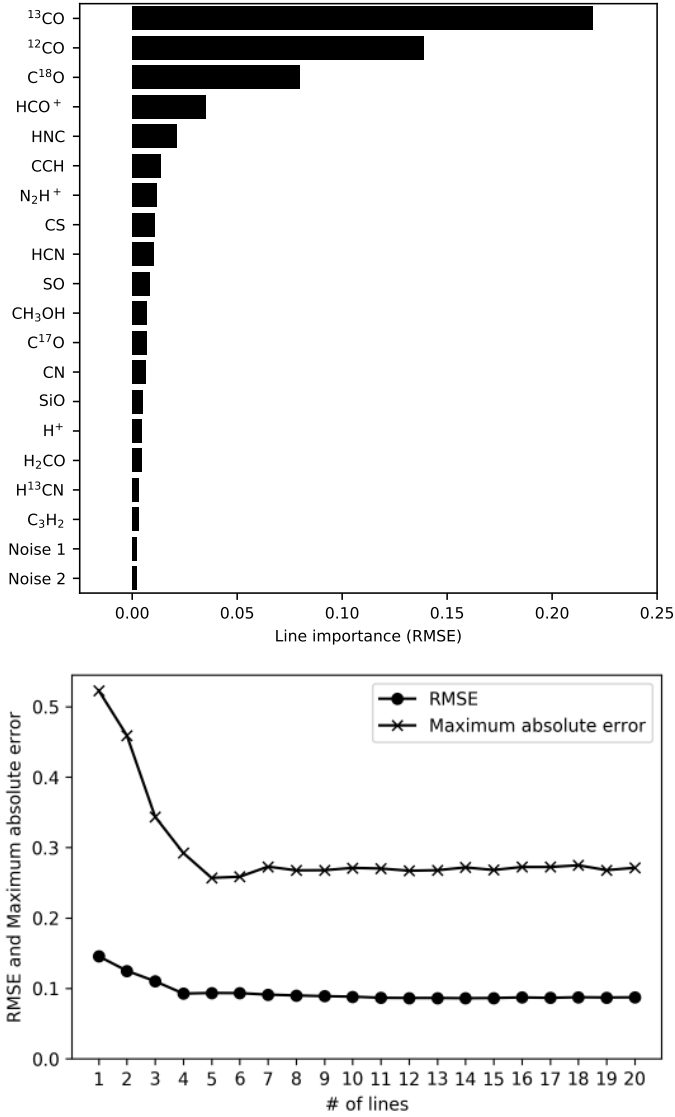 ¹³CO
¹²CO
C¹⁸O
HCO⁺
HNC
CCH
N₂H⁺
CS
HCN
SO
CH₃OH
C¹⁷O
CN
SiO
H⁺
H₂CO
H¹³CN
C₃H₂
Noise 1
Noise 2
0.00 0.05 0.10 0.15 0.20 0.25
Line importance (RMSE)
RMSE
Maximum absolute error
RMSE and Maximum absolute error
0.5
0.4
0.3
0.2
0.1
0.0
1 2 3 4 5 6 7 8 9 10 11 12 13 14 15 16 17 18 19 20
# of lines